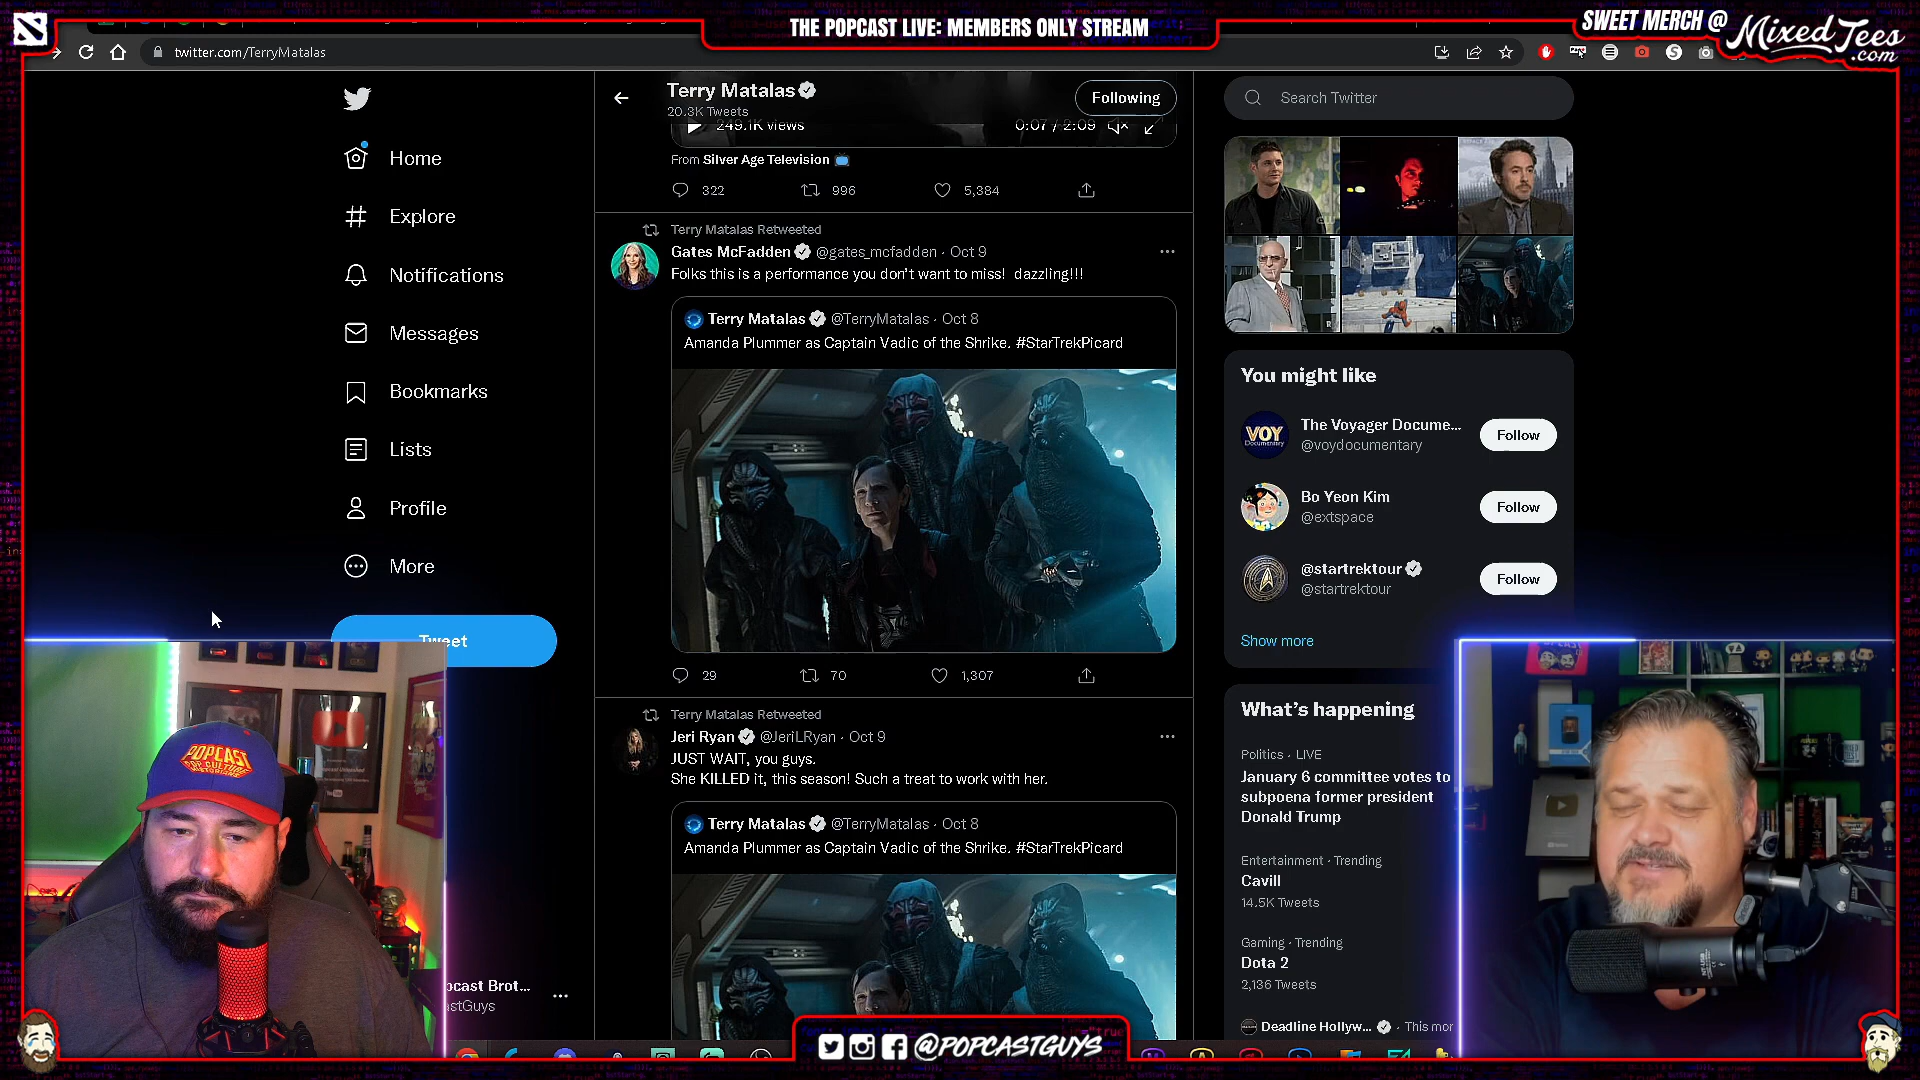 THE POPCAST LIVE: MEMBERS ONLY STREAM
SWEET MERCH @
MixedTees
.com
twitter.com/TerryMatalas
Terry Matalas
20.3K Tweets
Following
249.1K views
0:07 / 2:09
From Silver Age Television
322
996
5,384
Home
Explore
Notifications
Messages
Bookmarks
Lists
Profile
More
Tweet
Terry Matalas Retweeted
Gates McFadden @gates_mcfadden · Oct 9
Folks this is a performance you don't want to miss! dazzling!!!
Terry Matalas @TerryMatalas · Oct 8
Amanda Plummer as Captain Vadic of the Shrike. #StarTrekPicard
29
70
1,307
Terry Matalas Retweeted
Jeri Ryan @JeriLRyan · Oct 9
JUST WAIT, you guys.
She KILLED it, this season! Such a treat to work with her.
Terry Matalas @TerryMatalas · Oct 8
Amanda Plummer as Captain Vadic of the Shrike. #StarTrekPicard
Search Twitter
You might like
VOY
The Voyager Docume...
@voydocumentary
Follow
Bo Yeon Kim
@extspace
Follow
@startrektour
@startrektour
Follow
Show more
What's happening
Politics · LIVE
January 6 committee votes to
subpoena former president
Donald Trump
Entertainment · Trending
Cavill
14.5K Tweets
Gaming · Trending
Dota 2
2,136 Tweets
Deadline Hollyw... · This mor
POPCAST
pcast Brot...
astGuys
@POPCASTGUYS